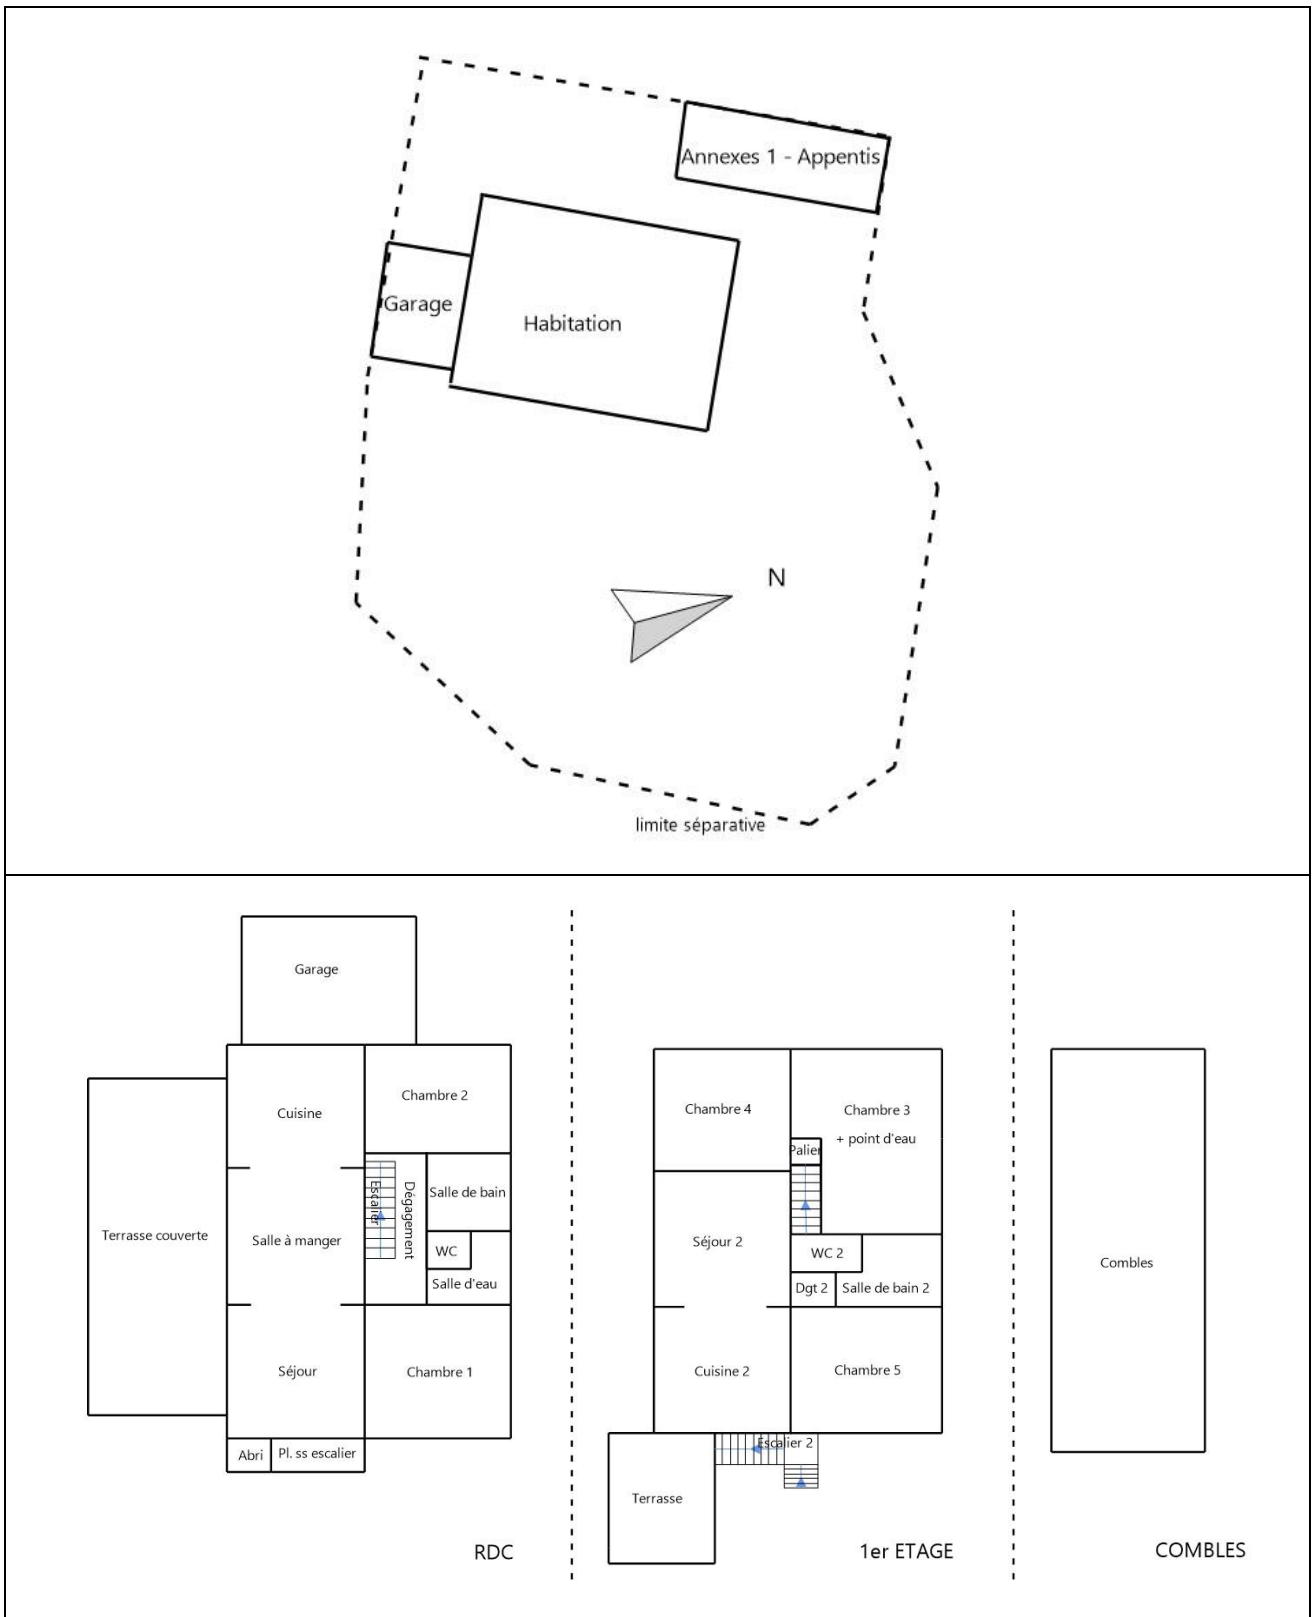 Annexes 1 - Appentis
Garage
Habitation
N
limite séparative
Garage
Cuisine
Chambre 2
Terrasse couverte
Salle à manger
Escalier
Dégagement
Salle de bain
WC
Salle d'eau
Séjour
Chambre 1
Abri
Pl. ss escalier
RDC
Chambre 4
Chambre 3
+ point d'eau
Palier
Séjour 2
WC 2
Dgt 2
Salle de bain 2
Cuisine 2
Chambre 5
Escalier 2
Terrasse
1er ETAGE
Combles
COMBLES